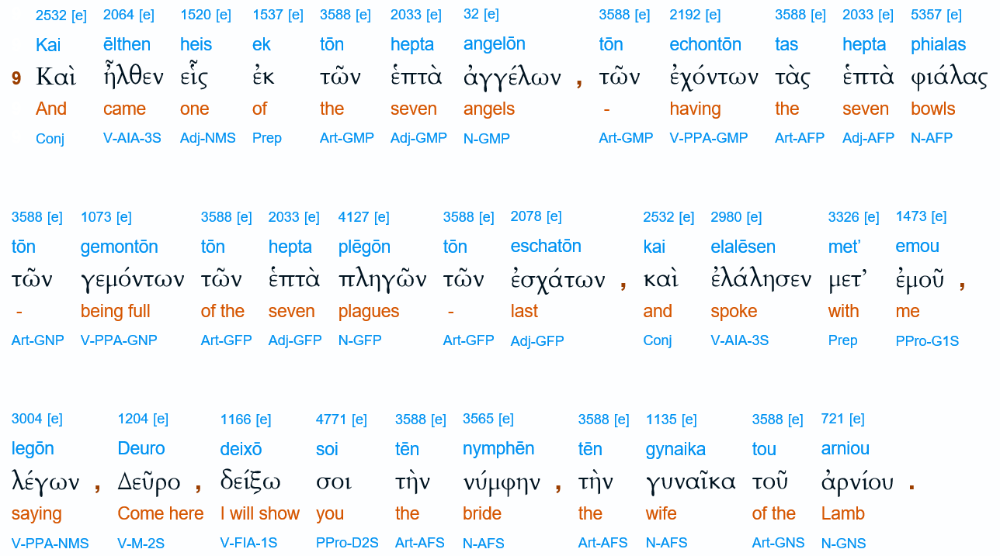 2532 [e] 2064 [e] 1520 [e] 1537 [e] 3588 [e] 2033 [e] 32 [e] 3588 [e] 2192 [e] 3588 [e] 2033 [e] 5357 [e]
Kai ēlthen heis ek tōn hepta angelōn tōn echontōn tas hepta phialas
9 Καὶ ἦλθεν εἷς ἐκ τῶν ἑπτὰ ἀγγέλων , τῶν ἐχόντων τὰς ἑπτὰ φιάλας
And came one of the seven angels - having the seven bowls
Conj V-AIA-3S Adj-NMS Prep Art-GMP Adj-GMP N-GMP Art-GMP V-PPA-GMP Art-AFP Adj-AFP N-AFP
3588 [e] 1073 [e] 3588 [e] 2033 [e] 4127 [e] 3588 [e] 2078 [e] 2532 [e] 2980 [e] 3326 [e] 1473 [e]
tōn gemontōn tōn hepta plēgōn tōn eschatōn kai elalēsen met’ emou
τῶν γεμόντων τῶν ἑπτὰ πληγῶν τῶν ἐσχάτων , καὶ ἐλάλησεν μετ’ ἐμοῦ ,
- being full of the seven plagues - last and spoke with me
Art-GNP V-PPA-GNP Art-GFP Adj-GFP N-GFP Art-GFP Adj-GFP Conj V-AIA-3S Prep PPro-G1S
3004 [e] 1204 [e] 1166 [e] 4771 [e] 3588 [e] 3565 [e] 3588 [e] 1135 [e] 3588 [e] 721 [e]
legōn Deuro deixō soi tēn nymphēn tēn gynaika tou arniou
λέγων , Δεῦρο , δείξω σοι τὴν νύμφην , τὴν γυναῖκα τοῦ ἀρνίου .
saying Come here I will show you the bride the wife of the Lamb
V-PPA-NMS V-M-2S V-FIA-1S PPro-D2S Art-AFS N-AFS Art-AFS N-AFS Art-GNS N-GNS